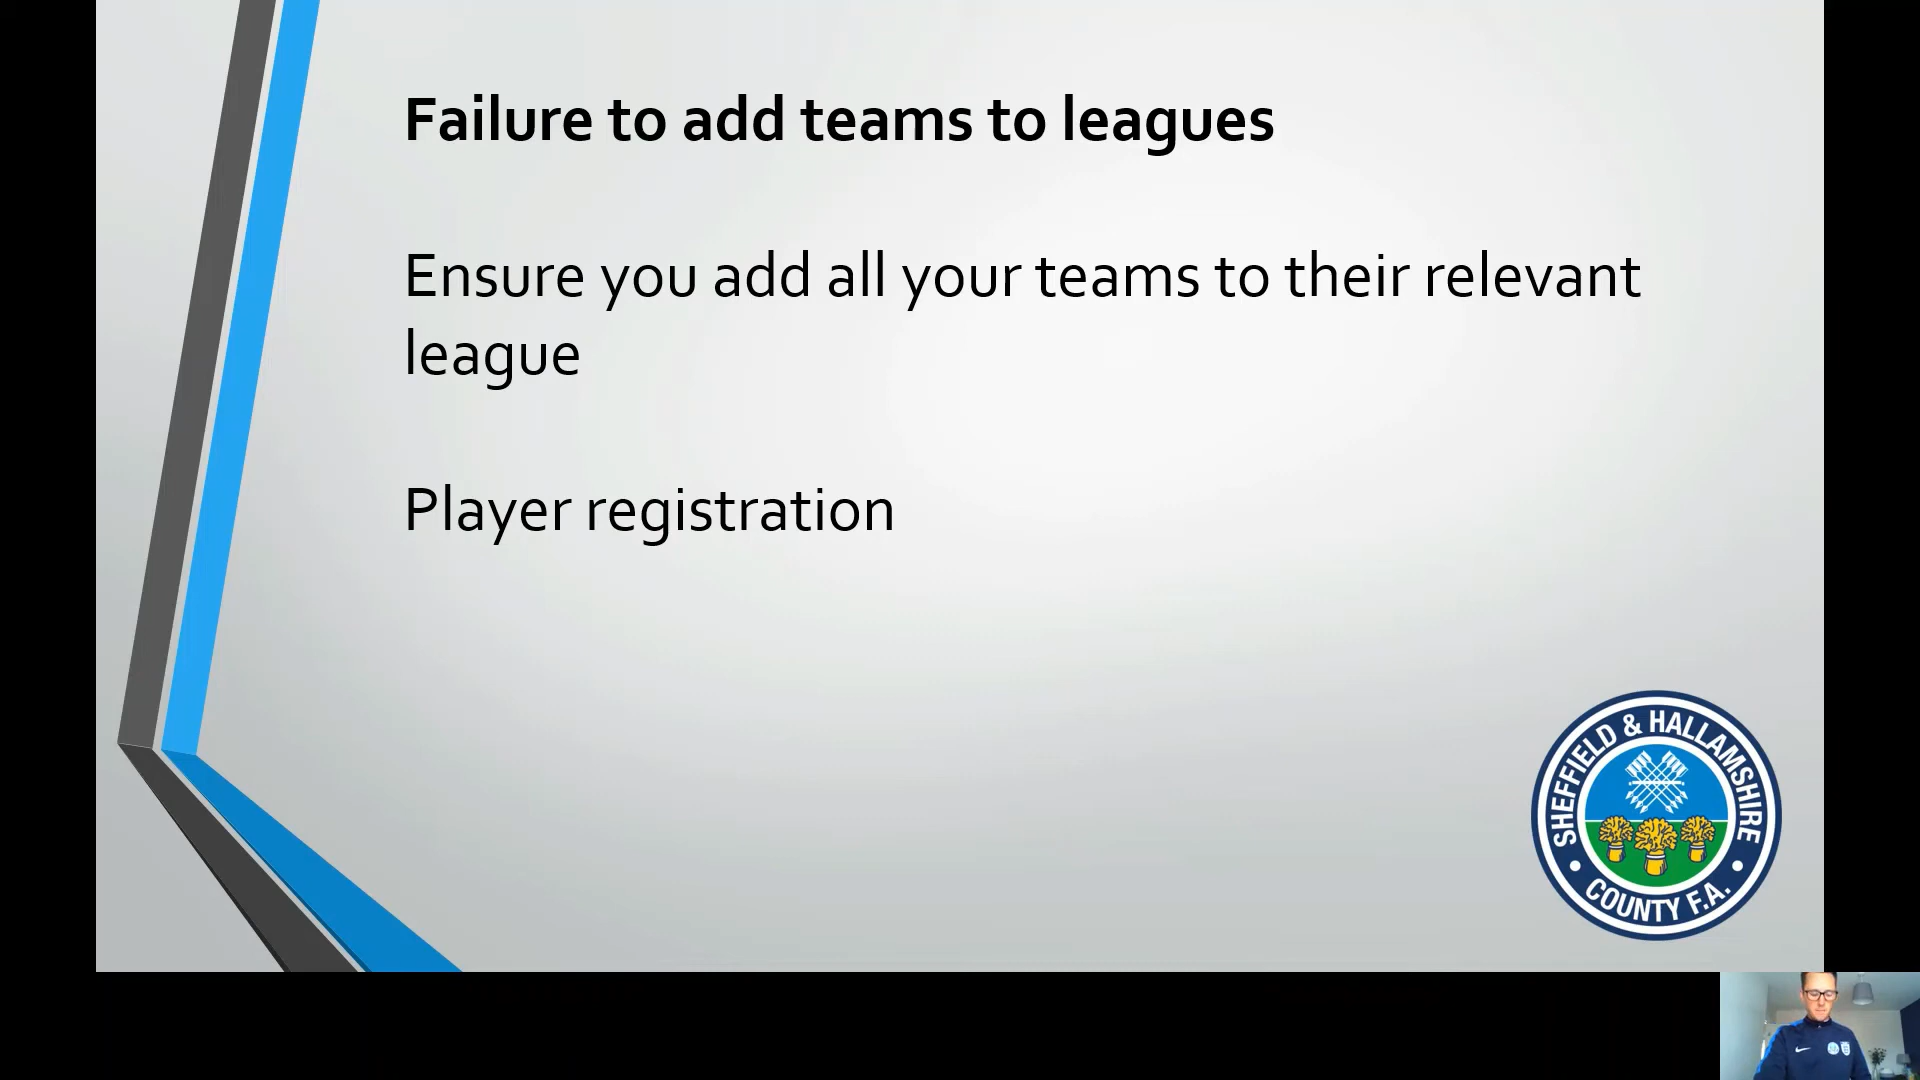 Failure to add teams to leagues
Ensure you add all your teams to their relevant
league
Player registration
SHEFFIELD & HALLAMSHIRE
COUNTY F.A.